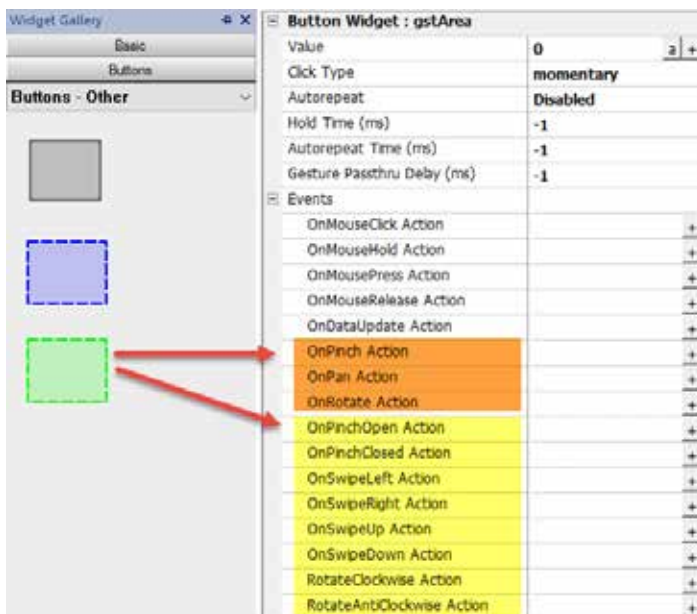 Widget Gallery
Basic
Buttons
Buttons - Other
Button Widget : gstArea
Value 0 a +
Click Type momentary
Autorepeat Disabled
Hold Time (ms) -1
Autorepeat Time (ms) -1
Gesture Passthru Delay (ms) -1
Events
OnMouseClick Action +
OnMouseHold Action +
OnMousePress Action +
OnMouseRelease Action +
OnDataUpdate Action +
OnPinch Action +
OnPan Action +
OnRotate Action +
OnPinchOpen Action +
OnPinchClosed Action +
OnSwipeLeft Action +
OnSwipeRight Action +
OnSwipeUp Action +
OnSwipeDown Action +
RotateClockwise Action +
RotateAntiClockwise Action +